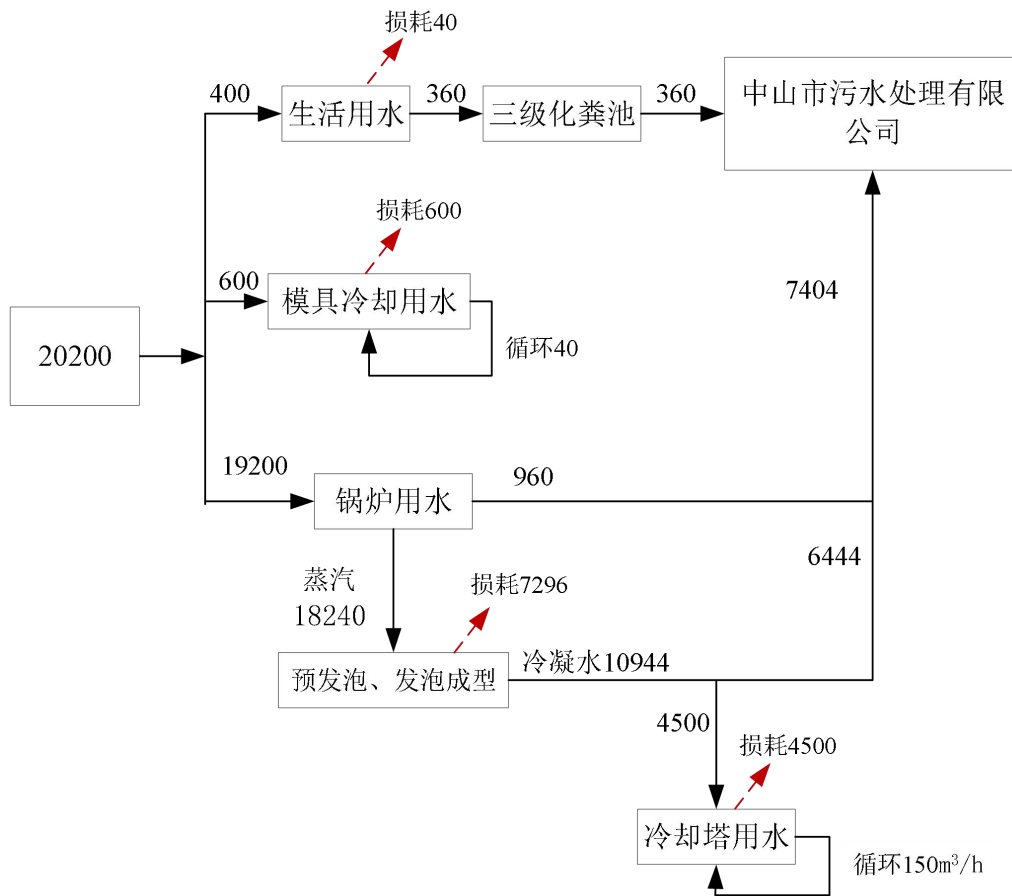 损耗40
400
生活用水
360
三级化粪池
360
中山市污水处理有限
公司
损耗600
600
模具冷却用水
循环40
7404
20200
19200
锅炉用水
960
6444
蒸汽
18240
损耗7296
预发泡、发泡成型
冷凝水10944
4500
损耗4500
冷却塔用水
循环150m³/h